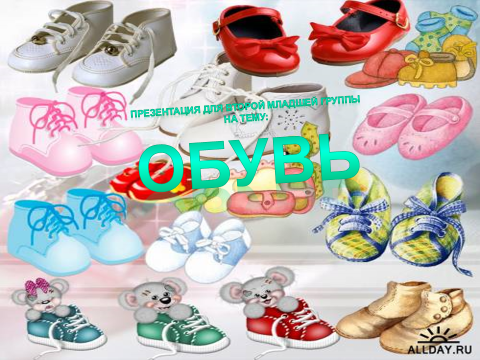 ПРЕЗЕНТАЦИЯ ДЛЯ ВТОРОЙ МЛАДШЕЙ ГРУППЫ
НА ТЕМУ:
ОБУВЬ
ALLDAY.RU